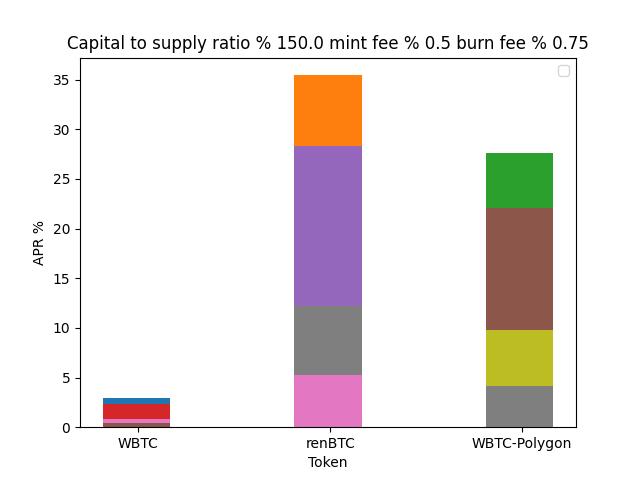 Capital to supply ratio % 150.0 mint fee % 0.5 burn fee % 0.75
35
30
25
20
15
10
5
0
APR %
WBTC renBTC WBTC-Polygon
Token